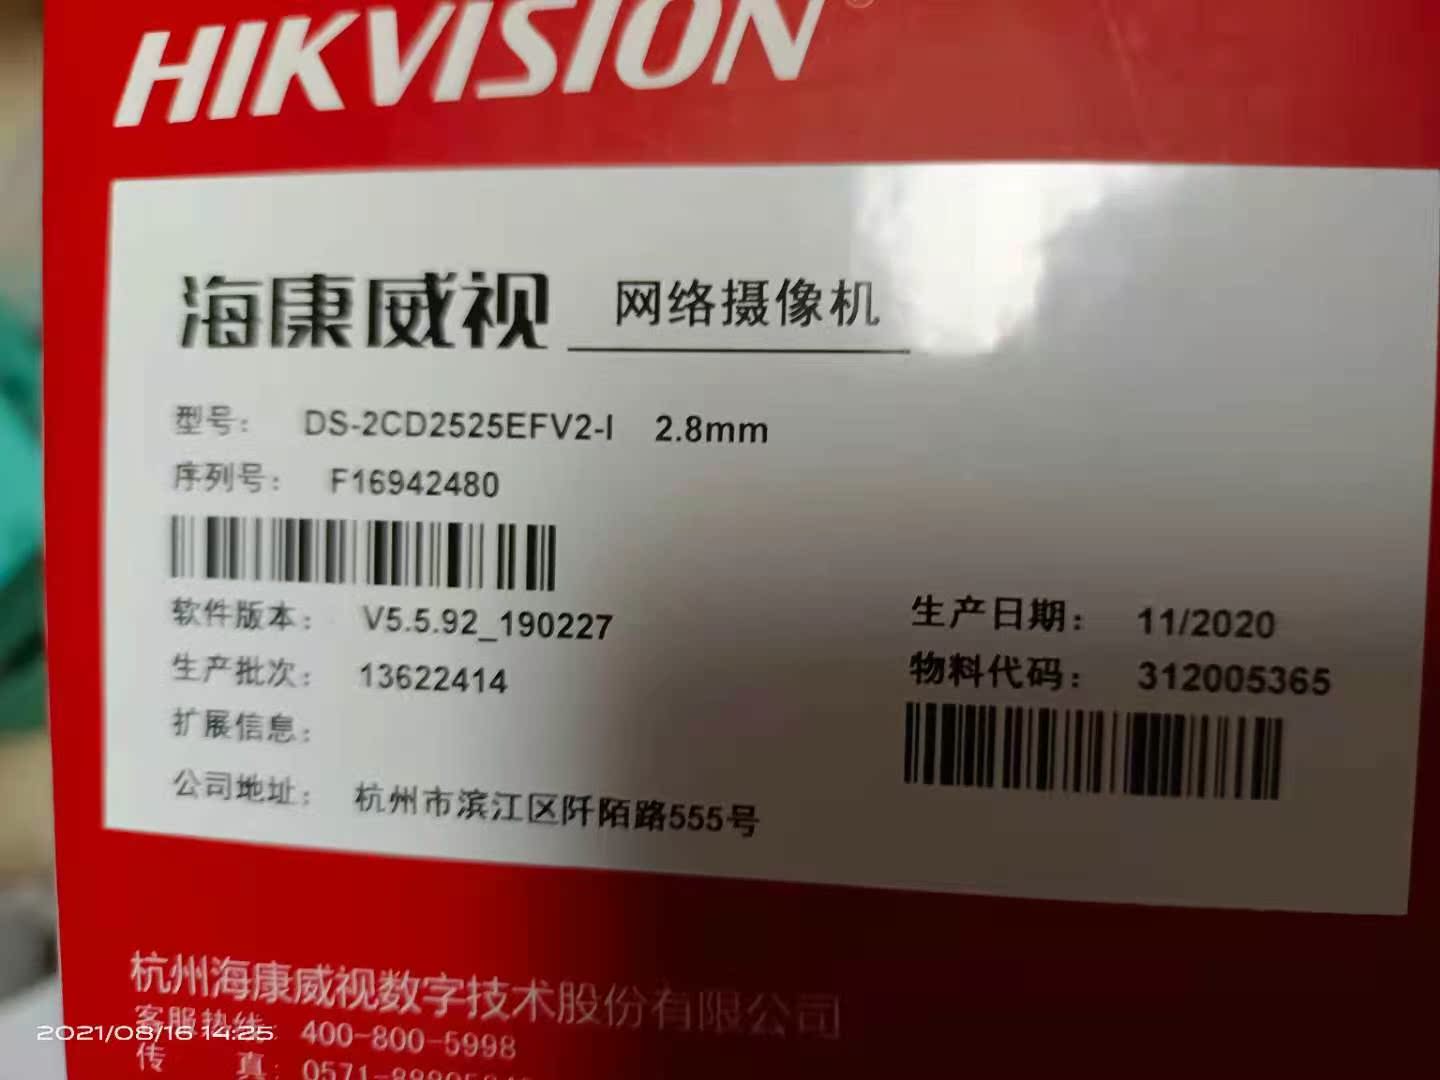 HIKVISION
海康威视 网络摄像机
型号： DS-2CD2525EFV2-I 2.8mm
序列号： F16942480
软件版本： V5.5.92_190227
生产日期： 11/2020
生产批次： 13622414
物料代码： 312005365
扩展信息：
公司地址： 杭州市滨江区阡陌路555号
杭州海康威视数字技术股份有限公司
客服热线: 400-800-5998
2021/08/16 14:25
传 真: 0571-